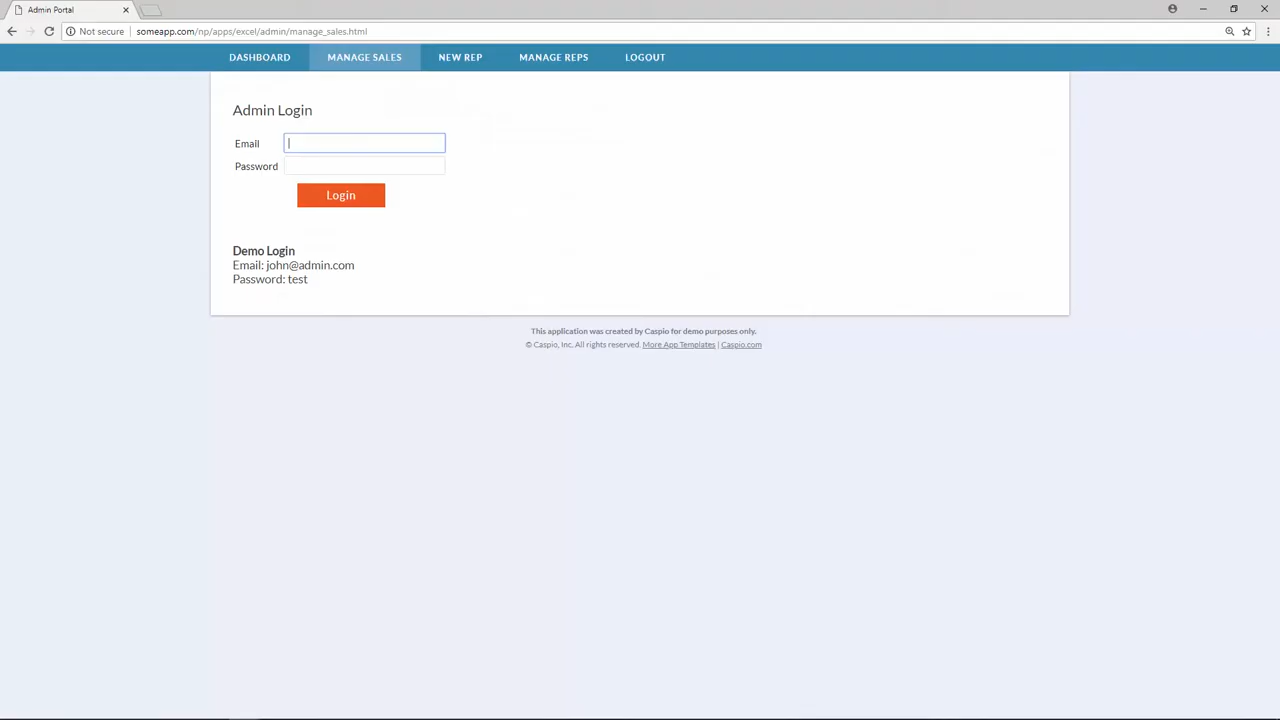 Admin Portal
Not secure
someapp.com/np/apps/excel/admin/manage_sales.html
DASHBOARD MANAGE SALES NEW REP MANAGE REPS LOGOUT
Admin Login
Email
Password
Login
Demo Login
Email: john@admin.com
Password: test
This application was created by Caspio for demo purposes only.
© Caspio, Inc. All rights reserved. More App Templates | Caspio.com